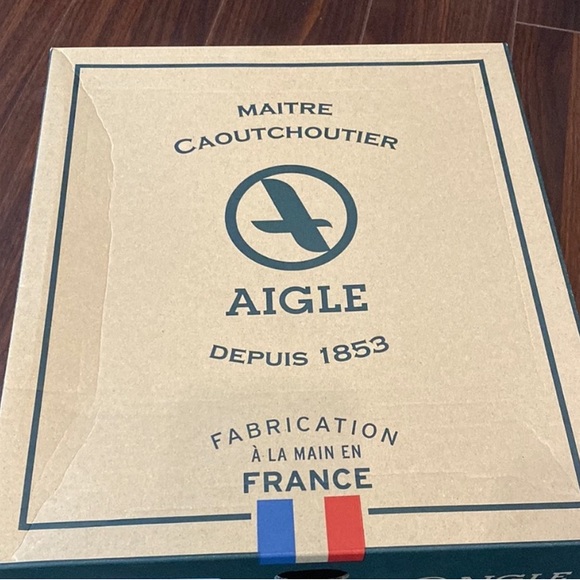 MAITRE
CAOUTCHOUTIER
AIGLE
DEPUIS 1853
FABRICATION
À LA MAIN EN
FRANCE